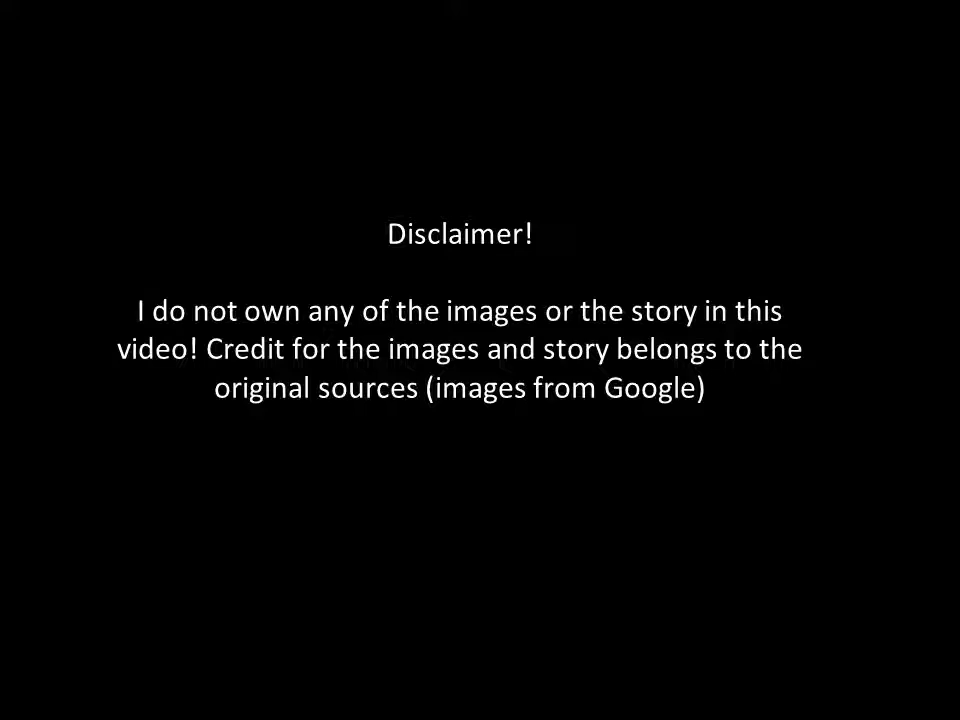 Disclaimer!
I do not own any of the images or the story in this
video! Credit for the images and story belongs to the
original sources (images from Google)